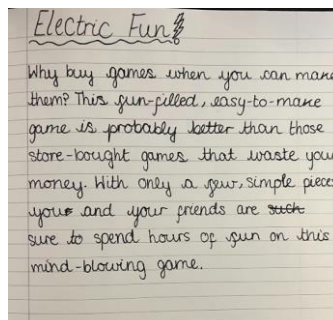 Electric Fun!
Why buy games when you can make
them? This fun-filled, easy-to-make
game is probably better than those
store-bought games that waste you
money. With only a few, simple pieces
you and your friends are such
sure to spend hours of fun on this
mind-blowing game.